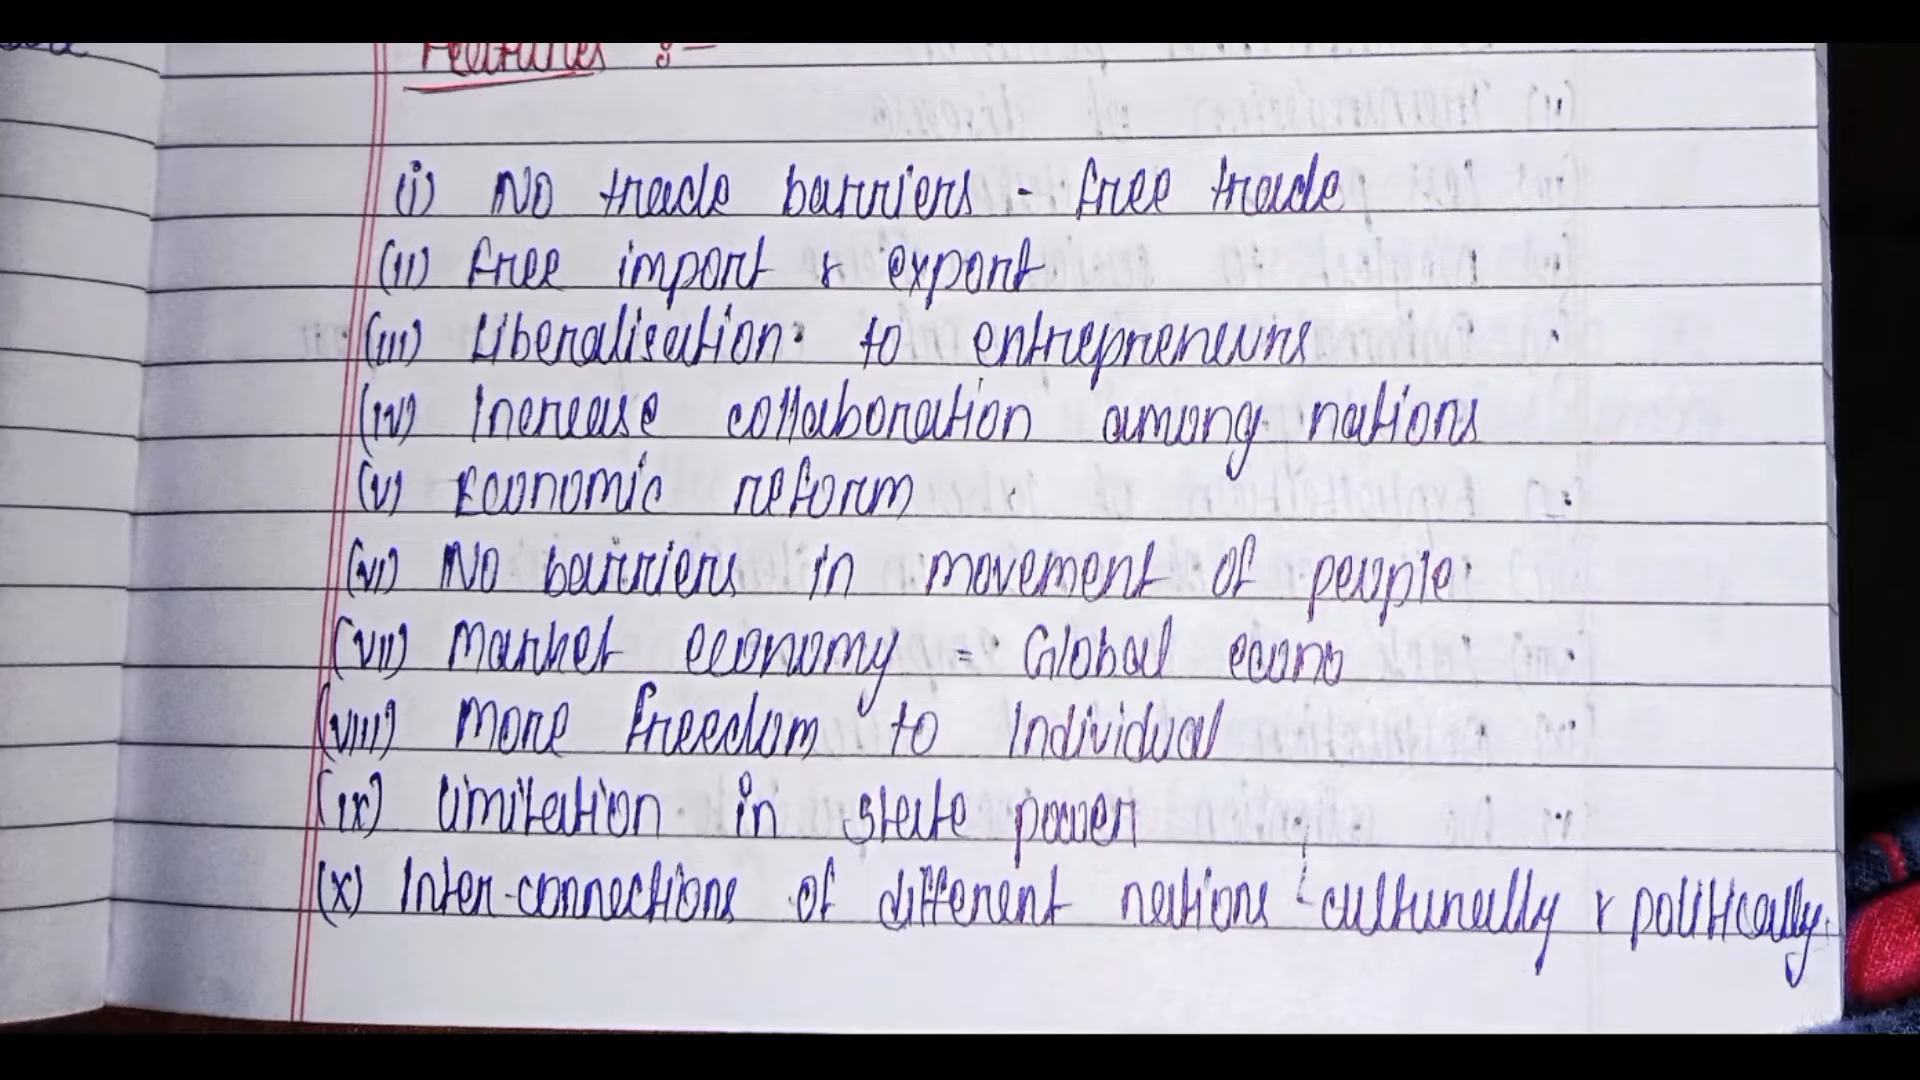 Features :-
(i) No trade barriers - free trade
(ii) free import & export
(iii) Liberalisation to entrepreneurs
(iv) Increase collaboration among nations
(v) Economic reform
(vi) No barriers in movement of people
(vii) Market economy = Global econo
(viii) More freedom to individual
(ix) Limitation in state power
(x) Inter-connections of different nations - culturally & politically.